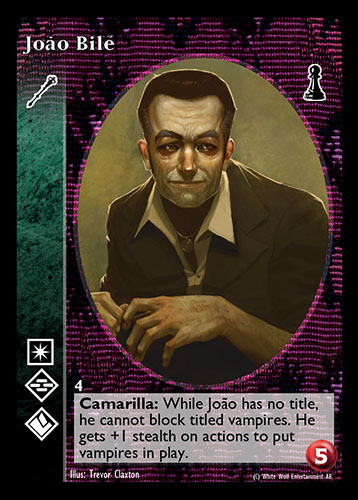 João Bilé
4
Camarilla: While João has no title,
he cannot block titled vampires. He
gets +1 stealth on actions to put
vampires in play.
5
Illus: Trevor Claxton
(C) White Wolf Entertainment AB.